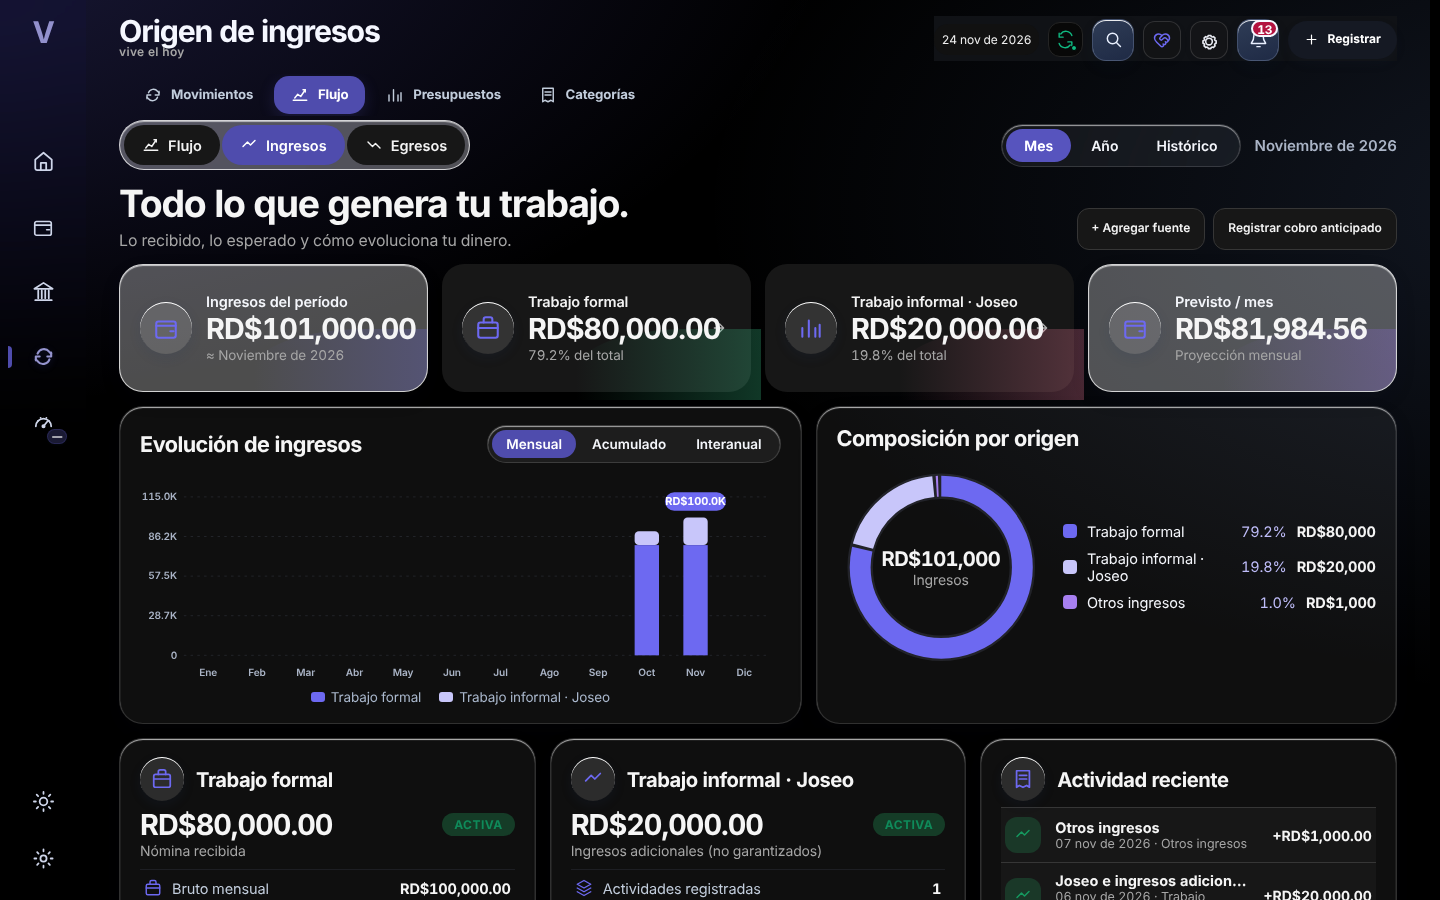 V
Origen de ingresos
vive el hoy
24 nov de 2026
13
+ Registrar
Movimientos
Flujo
Presupuestos
Categorías
Flujo
Ingresos
Egresos
Mes
Año
Histórico
Noviembre de 2026
Todo lo que genera tu trabajo.
Lo recibido, lo esperado y cómo evoluciona tu dinero.
+ Agregar fuente
Registrar cobro anticipado
Ingresos del período
RD$101,000.00
≈ Noviembre de 2026
Trabajo formal
RD$80,000.00
79.2% del total
Trabajo informal · Joseo
RD$20,000.00
19.8% del total
Previsto / mes
RD$81,984.56
Proyección mensual
Evolución de ingresos
Mensual
Acumulado
Interanual
115.0K
86.2K
57.5K
28.7K
0
RD$100.0K
Ene Feb Mar Abr May Jun Jul Ago Sep Oct Nov Dic
Trabajo formal
Trabajo informal · Joseo
Composición por origen
RD$101,000
Ingresos
Trabajo formal 79.2% RD$80,000
Trabajo informal ·
Joseo
19.8% RD$20,000
Otros ingresos 1.0% RD$1,000
Trabajo formal
RD$80,000.00
ACTIVA
Nómina recibida
Bruto mensual RD$100,000.00
Trabajo informal · Joseo
RD$20,000.00
ACTIVA
Ingresos adicionales (no garantizados)
Actividades registradas 1
Actividad reciente
Otros ingresos
07 nov de 2026 · Otros ingresos
+RD$1,000.00
Joseo e ingresos adicion...
06 nov de 2026 · Trabajo
+RD$20,000.00